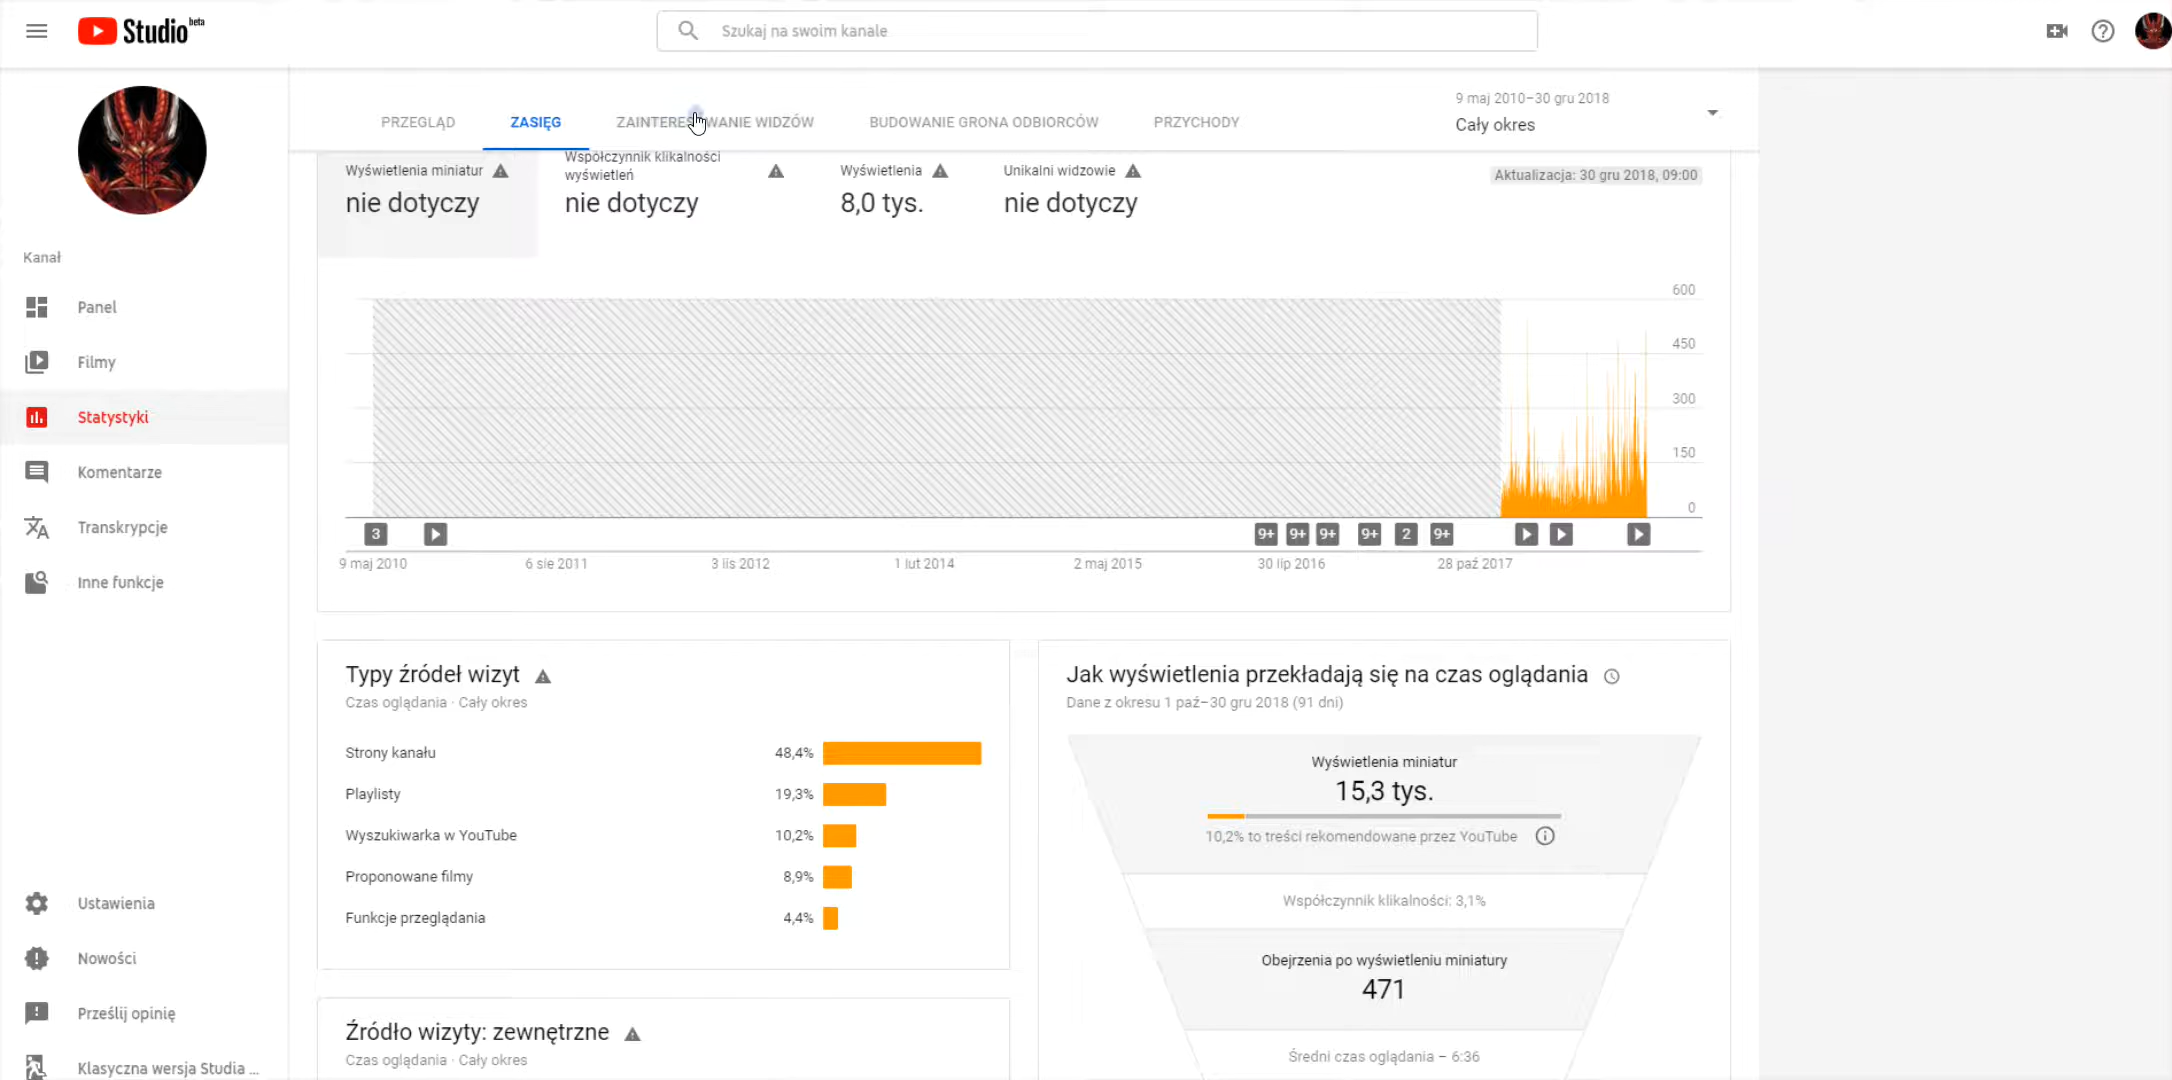 Studio beta
Szukaj na swoim kanale
PRZEGLĄD
ZASIĘG
ZAINTERESOWANIE WIDZÓW
BUDOWANIE GRONA ODBIORCÓW
PRZYCHODY
9 maj 2010–30 gru 2018
Cały okres
Kanał
Panel
Filmy
Statystyki
Komentarze
Transkrypcje
Inne funkcje
Ustawienia
Nowości
Prześlij opinię
Klasyczna wersja Studia ...
Wyświetlenia miniatur
nie dotyczy
Współczynnik klikalności
wyświetleń
nie dotyczy
Wyświetlenia
8,0 tys.
Unikalni widzowie
nie dotyczy
Aktualizacja: 30 gru 2018, 09:00
600
450
300
150
0
3
9+
9+
9+
9+
2
9+
9 maj 2010
6 sie 2011
3 lis 2012
1 lut 2014
2 maj 2015
30 lip 2016
28 paź 2017
Typy źródeł wizyt
Czas oglądania · Cały okres
Strony kanału 48,4%
Playlisty 19,3%
Wyszukiwarka w YouTube 10,2%
Proponowane filmy 8,9%
Funkcje przeglądania 4,4%
Źródło wizyty: zewnętrzne
Czas oglądania · Cały okres
Jak wyświetlenia przekładają się na czas oglądania
Dane z okresu 1 paź–30 gru 2018 (91 dni)
Wyświetlenia miniatur
15,3 tys.
10,2% to treści rekomendowane przez YouTube
Współczynnik klikalności: 3,1%
Obejrzenia po wyświetleniu miniatury
471
Średni czas oglądania – 6:36